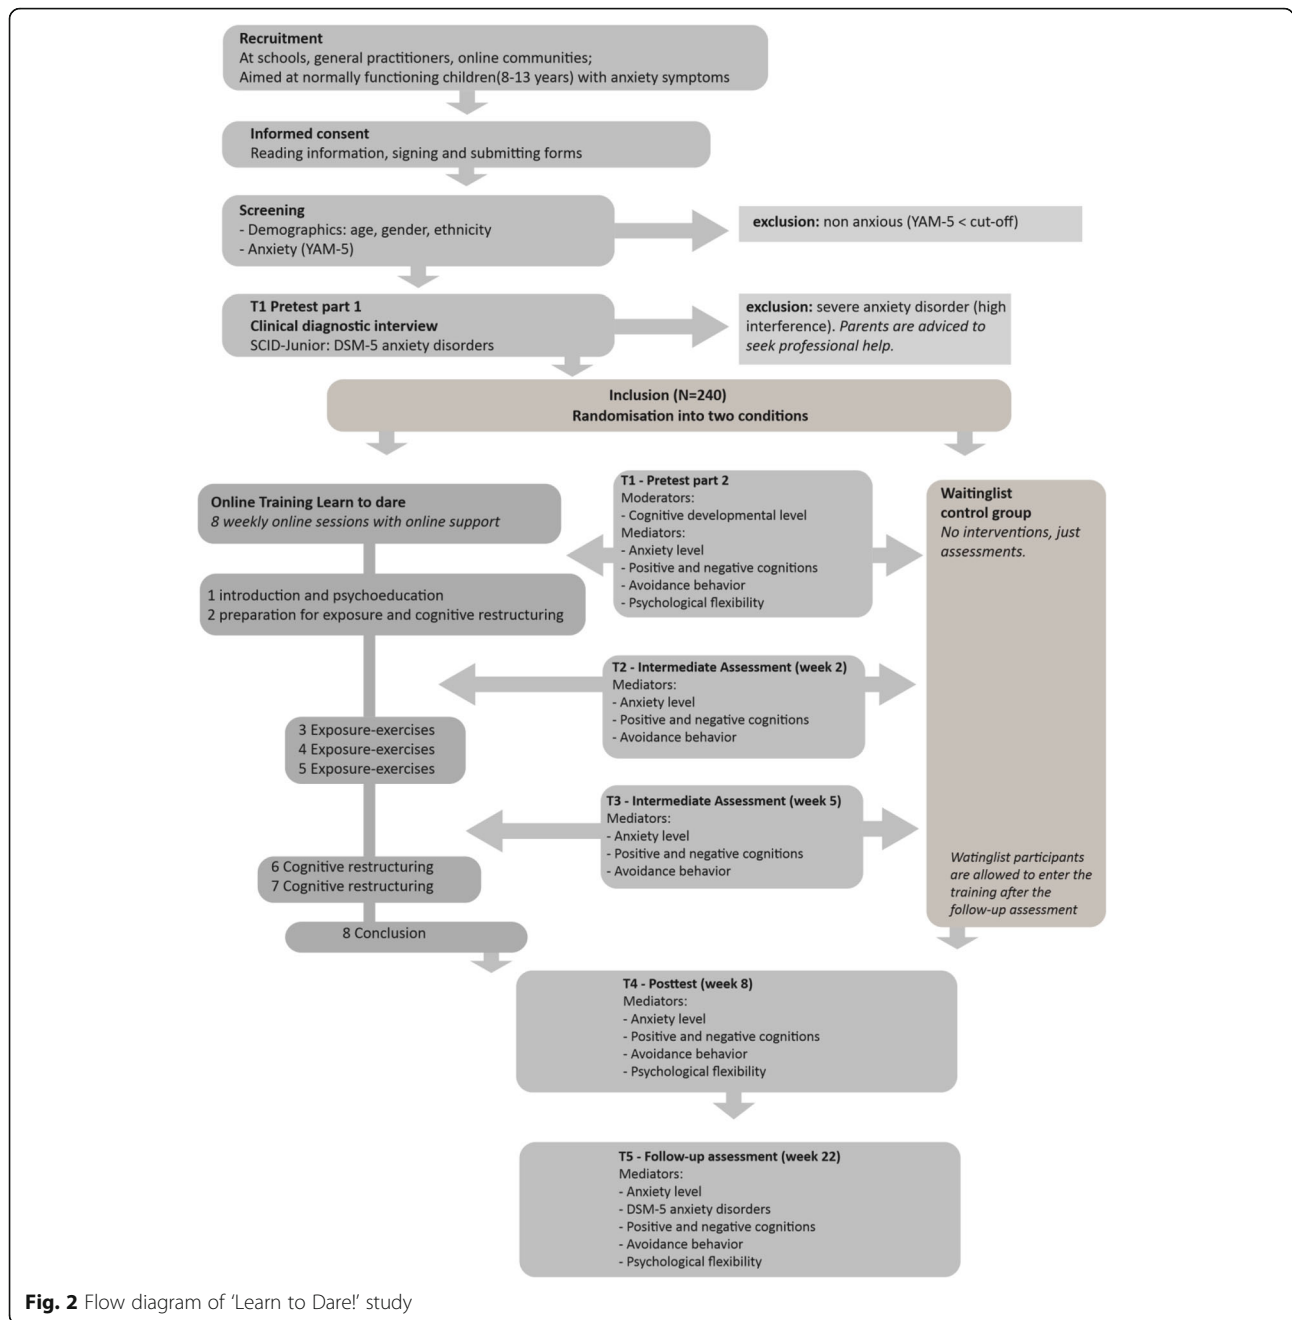 Recruitment
At schools, general practitioners, online communities;
Aimed at normally functioning children(8-13 years) with anxiety symptoms
Informed consent
Reading information, signing and submitting forms
Screening
- Demographics: age, gender, ethnicity
- Anxiety (YAM-5)
exclusion: non anxious (YAM-5 < cut-off)
T1 Pretest part 1
Clinical diagnostic interview
SCID-Junior: DSM-5 anxiety disorders
exclusion: severe anxiety disorder (high
interference). Parents are adviced to
seek professional help.
Inclusion (N=240)
Randomisation into two conditions
Online Training Learn to dare
8 weekly online sessions with online support
1 introduction and psychoeducation
2 preparation for exposure and cognitive restructuring
3 Exposure-exercises
4 Exposure-exercises
5 Exposure-exercises
6 Cognitive restructuring
7 Cognitive restructuring
8 Conclusion
T1 - Pretest part 2
Moderators:
- Cognitive developmental level
Mediators:
- Anxiety level
- Positive and negative cognitions
- Avoidance behavior
- Psychological flexibility
T2 - Intermediate Assessment (week 2)
Mediators:
- Anxiety level
- Positive and negative cognitions
- Avoidance behavior
T3 - Intermediate Assessment (week 5)
Mediators:
- Anxiety level
- Positive and negative cognitions
- Avoidance behavior
Waitinglist
control group
No interventions, just
assessments.
Watinglist participants
are allowed to enter the
training after the
follow-up assessment
T4 - Posttest (week 8)
Mediators:
- Anxiety level
- Positive and negative cognitions
- Avoidance behavior
- Psychological flexibility
T5 - Follow-up assessment (week 22)
Mediators:
- Anxiety level
- DSM-5 anxiety disorders
- Positive and negative cognitions
- Avoidance behavior
- Psychological flexibility
Fig. 2 Flow diagram of 'Learn to Dare!' study